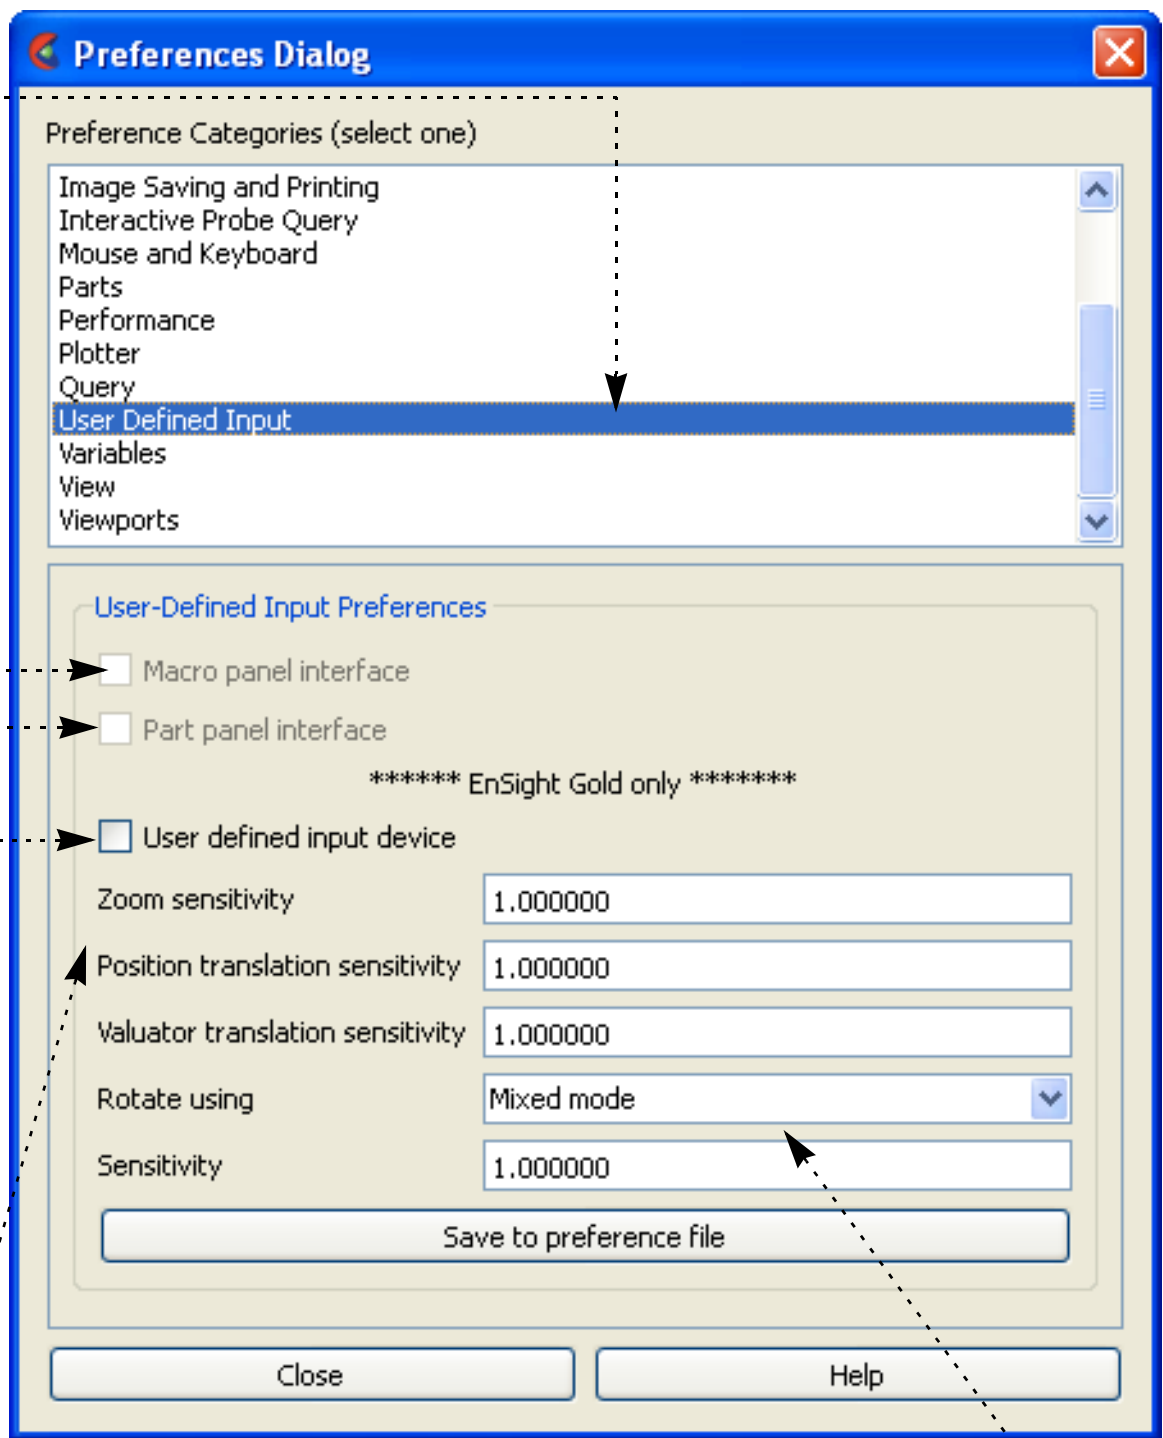 Preferences Dialog
Preference Categories (select one)
Image Saving and Printing
Interactive Probe Query
Mouse and Keyboard
Parts
Performance
Plotter
Query
User Defined Input
Variables
View
Viewports
User-Defined Input Preferences
Macro panel interface
Part panel interface
****** EnSight Gold only *******
User defined input device
Zoom sensitivity 1.000000
Position translation sensitivity 1.000000
Valuator translation sensitivity 1.000000
Rotate using Mixed mode
Sensitivity 1.000000
Save to preference file
Close Help